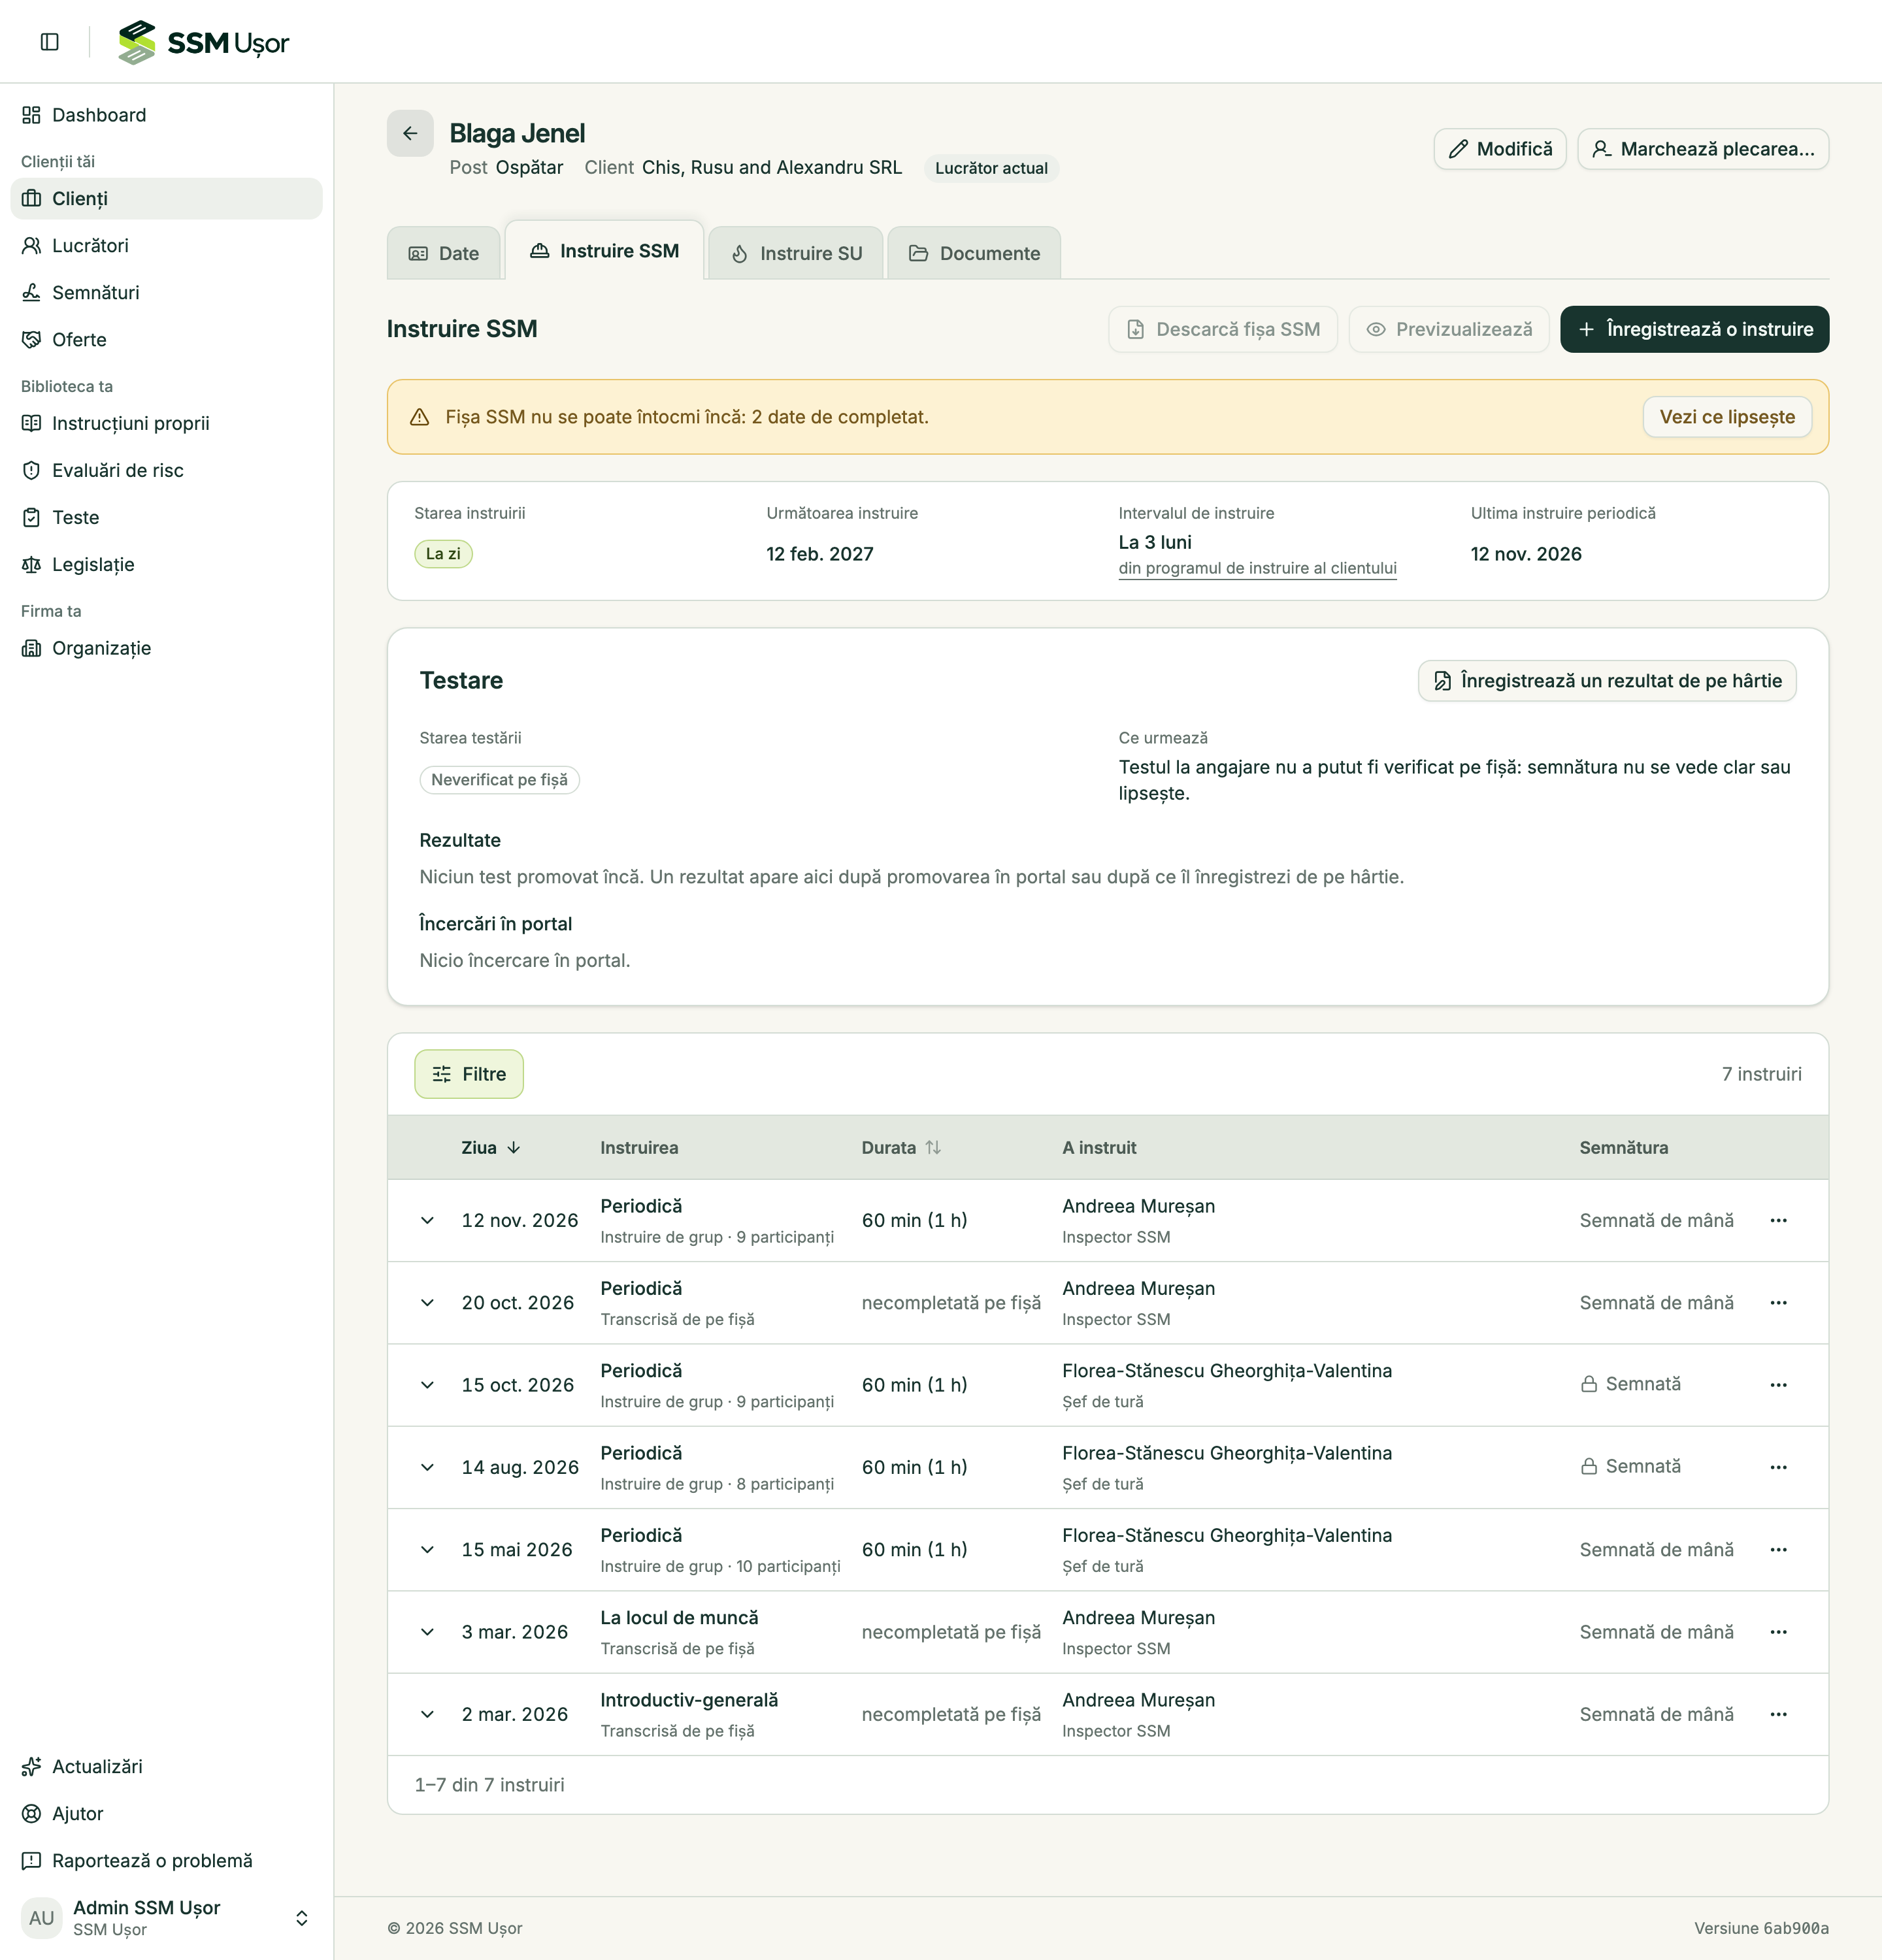 SSM Ușor
Dashboard
Clienții tăi
Clienți
Lucrători
Semnături
Oferte
Biblioteca ta
Instrucțiuni proprii
Evaluări de risc
Teste
Legislație
Firma ta
Organizație
Actualizări
Ajutor
Raportează o problemă
AU
Admin SSM Ușor
SSM Ușor
Blaga Jenel
Post Ospătar Client Chis, Rusu and Alexandru SRL Lucrător actual
Modifică
Marchează plecarea...
Date
Instruire SSM
Instruire SU
Documente
Instruire SSM
Descarcă fișa SSM
Previzualizează
Înregistrează o instruire
Fișa SSM nu se poate întocmi încă: 2 date de completat.
Vezi ce lipsește
Starea instruirii
La zi
Următoarea instruire
12 feb. 2027
Intervalul de instruire
La 3 luni
din programul de instruire al clientului
Ultima instruire periodică
12 nov. 2026
Testare
Înregistrează un rezultat de pe hârtie
Starea testării
Neverificat pe fișă
Ce urmează
Testul la angajare nu a putut fi verificat pe fișă: semnătura nu se vede clar sau
lipsește.
Rezultate
Niciun test promovat încă. Un rezultat apare aici după promovarea în portal sau după ce îl înregistrezi de pe hârtie.
Încercări în portal
Nicio încercare în portal.
Filtre
7 instruiri
Ziua Instruirea Durata A instruit Semnătura
12 nov. 2026 Periodică 60 min (1 h) Andreea Mureșan Semnată de mână
Instruire de grup · 9 participanți Inspector SSM
20 oct. 2026 Periodică necompletată pe fișă Andreea Mureșan Semnată de mână
Transcrisă de pe fișă Inspector SSM
15 oct. 2026 Periodică 60 min (1 h) Florea-Stănescu Gheorghița-Valentina Semnată
Instruire de grup · 9 participanți Șef de tură
14 aug. 2026 Periodică 60 min (1 h) Florea-Stănescu Gheorghița-Valentina Semnată
Instruire de grup · 8 participanți Șef de tură
15 mai 2026 Periodică 60 min (1 h) Florea-Stănescu Gheorghița-Valentina Semnată de mână
Instruire de grup · 10 participanți Șef de tură
3 mar. 2026 La locul de muncă necompletată pe fișă Andreea Mureșan Semnată de mână
Transcrisă de pe fișă Inspector SSM
2 mar. 2026 Introductiv-generală necompletată pe fișă Andreea Mureșan Semnată de mână
Transcrisă de pe fișă Inspector SSM
1–7 din 7 instruiri
© 2026 SSM Ușor
Versiune 6ab900a